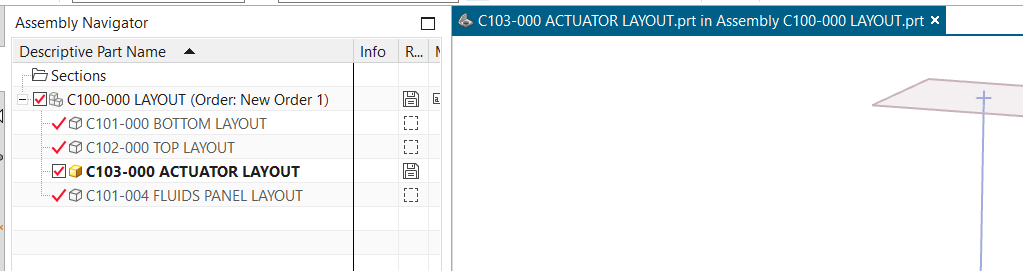 Assembly Navigator
C103-000 ACTUATOR LAYOUT.prt in Assembly C100-000 LAYOUT.prt
Descriptive Part Name Info R...
Sections
C100-000 LAYOUT (Order: New Order 1)
C101-000 BOTTOM LAYOUT
C102-000 TOP LAYOUT
C103-000 ACTUATOR LAYOUT
C101-004 FLUIDS PANEL LAYOUT